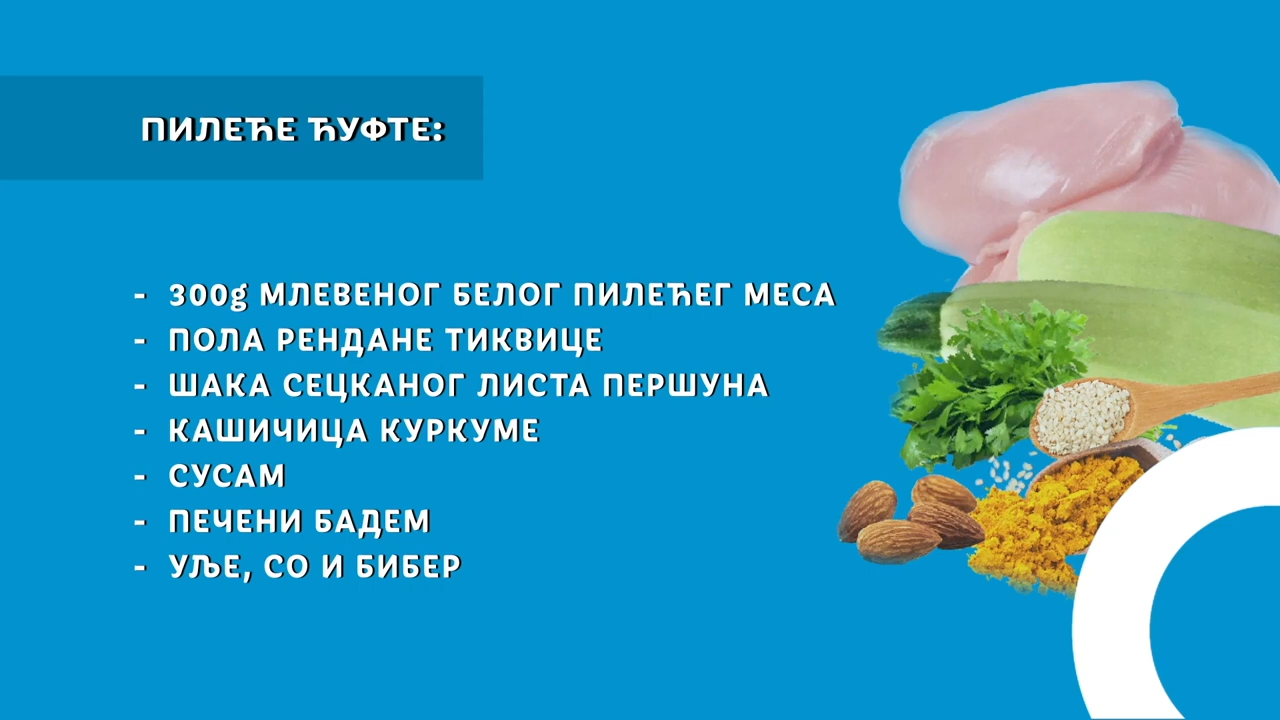 ПИЛЕЋЕ ЋУФТЕ:
- 300g МЛЕВЕНОГ БЕЛОГ ПИЛЕЋЕГ МЕСА
- ПОЛА РЕНДАНЕ ТИКВИЦЕ
- ШАКА СЕЦКАНОГ ЛИСТА ПЕРШУНА
- КАШИЧИЦА КУРКУМЕ
- СУСАМ
- ПЕЧЕНИ БАДЕМ
- УЉЕ, СО И БИБЕР